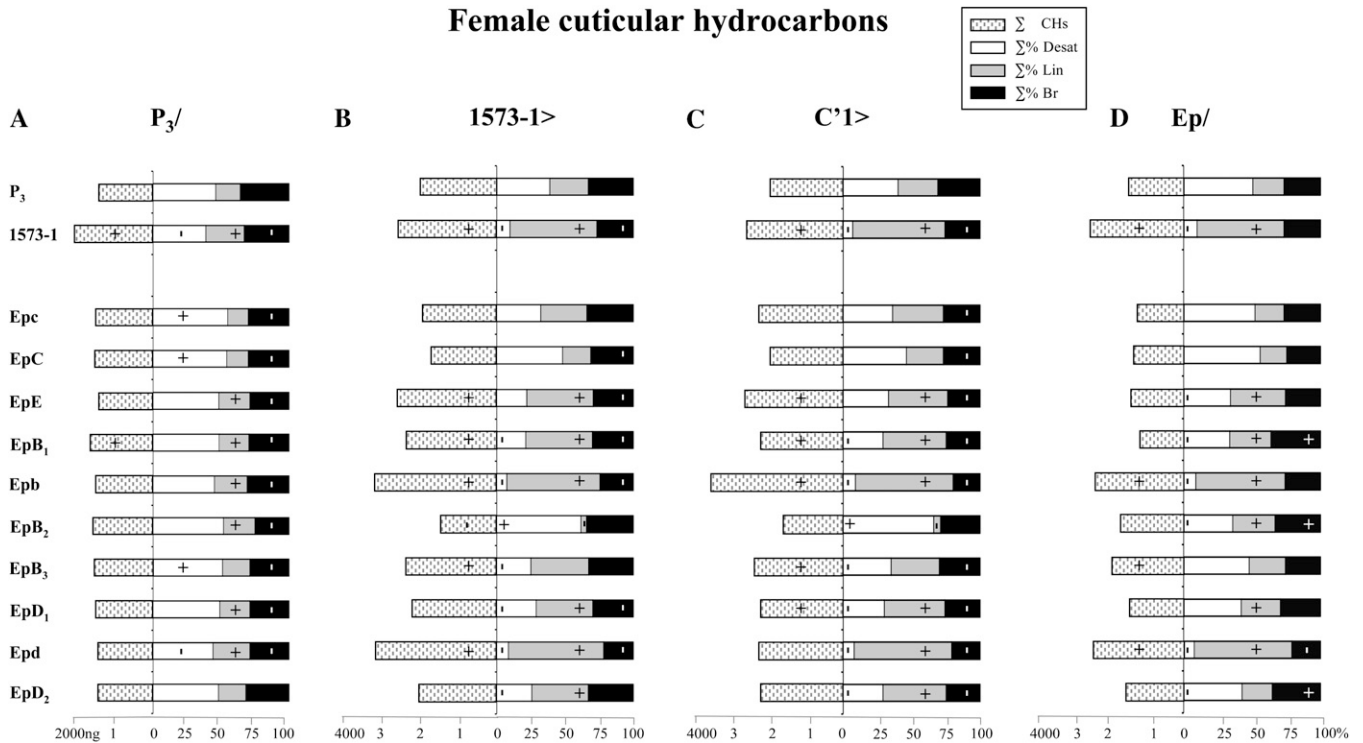 Female cuticular hydrocarbons
∑ CHs
∑% Desat
∑% Lin
∑% Br
A P3/ B 1573-1> C C'1> D Ep/
P3
1573-1
+ - + - + - + - + - + - + - +
Epc
+ - -
EpC
+ - - -
EpE
+ - + + - + + - +
EpB1
+ + - + - + - + - + - - + +
Epb
+ - + - + - + - + - + - +
EpB2
+ - - + - + - - + +
EpB3
+ - + - + - - +
EpD1
+ - - + - + - + - +
Epd
- + - + - + - - + - + + -
EpD2
- + - + - - +
2000ng 1 0 25 50 75 100 4000 3 2 1 0 25 50 75 100 4000 3 2 1 0 25 50 75 100 4000 3 2 1 0 25 50 75 100%